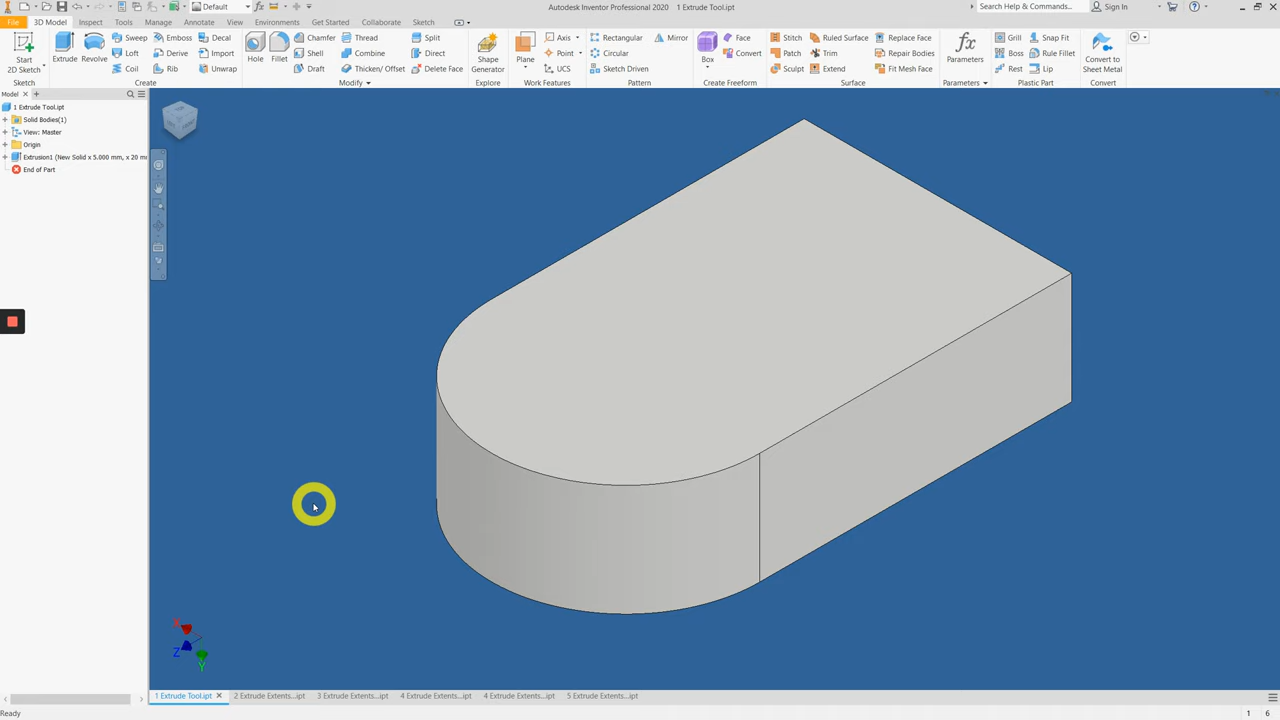 Autodesk Inventor Professional 2020 1 Extrude Tool.ipt
Default
Search Help & Commands...
Sign In
File 3D Model Inspect Tools Manage Annotate View Environments Get Started Collaborate Sketch
Start
2D Sketch
Extrude
Revolve
Sweep Emboss Decal
Loft Derive Import
Coil Rib Unwrap
Hole
Fillet
Chamfer Thread Split
Shell Combine Direct
Draft Thicken/ Offset Delete Face
Shape
Generator
Plane
Axis
Point
UCS
Rectangular Mirror
Circular
Sketch Driven
Box
Face
Convert
Stitch Ruled Surface Replace Face
Patch Trim Repair Bodies
Sculpt Extend Fit Mesh Face
Parameters
Grill Snap Fit
Boss Rule Fillet
Rest Lip
Convert to
Sheet Metal
Sketch Create Modify Explore Work Features Pattern Create Freeform Surface Parameters Plastic Part Convert
Model
1 Extrude Tool.ipt
Solid Bodies(1)
View: Master
Origin
Extrusion1 (New Solid x 5.000 mm, x 20 m
End of Part
X
Z
Y
1 Extrude Tool.ipt 2 Extrude Extents...ipt 3 Extrude Extents...ipt 4 Extrude Extents...ipt 4 Extrude Extents...ipt 5 Extrude Extents...ipt
Ready 1 6